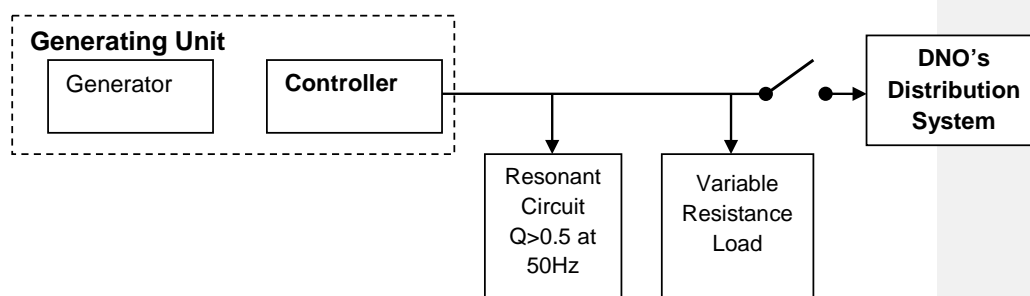 Generating Unit
Generator
Controller
DNO’s
Distribution
System
Resonant
Circuit
Q>0.5 at
50Hz
Variable
Resistance
Load